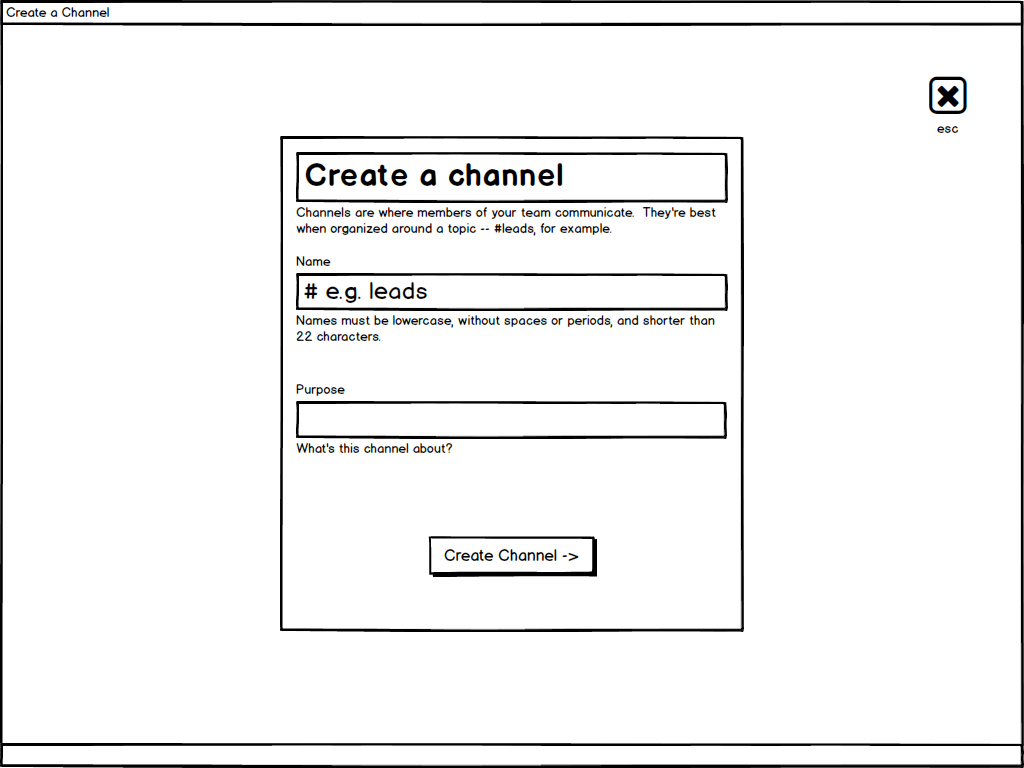 Create a Channel
esc
Create a channel
Channels are where members of your team communicate.  They're best
when organized around a topic -- #leads, for example.
Name
# e.g. leads
Names must be lowercase, without spaces or periods, and shorter than
22 characters.
Purpose
What's this channel about?
Create Channel ->